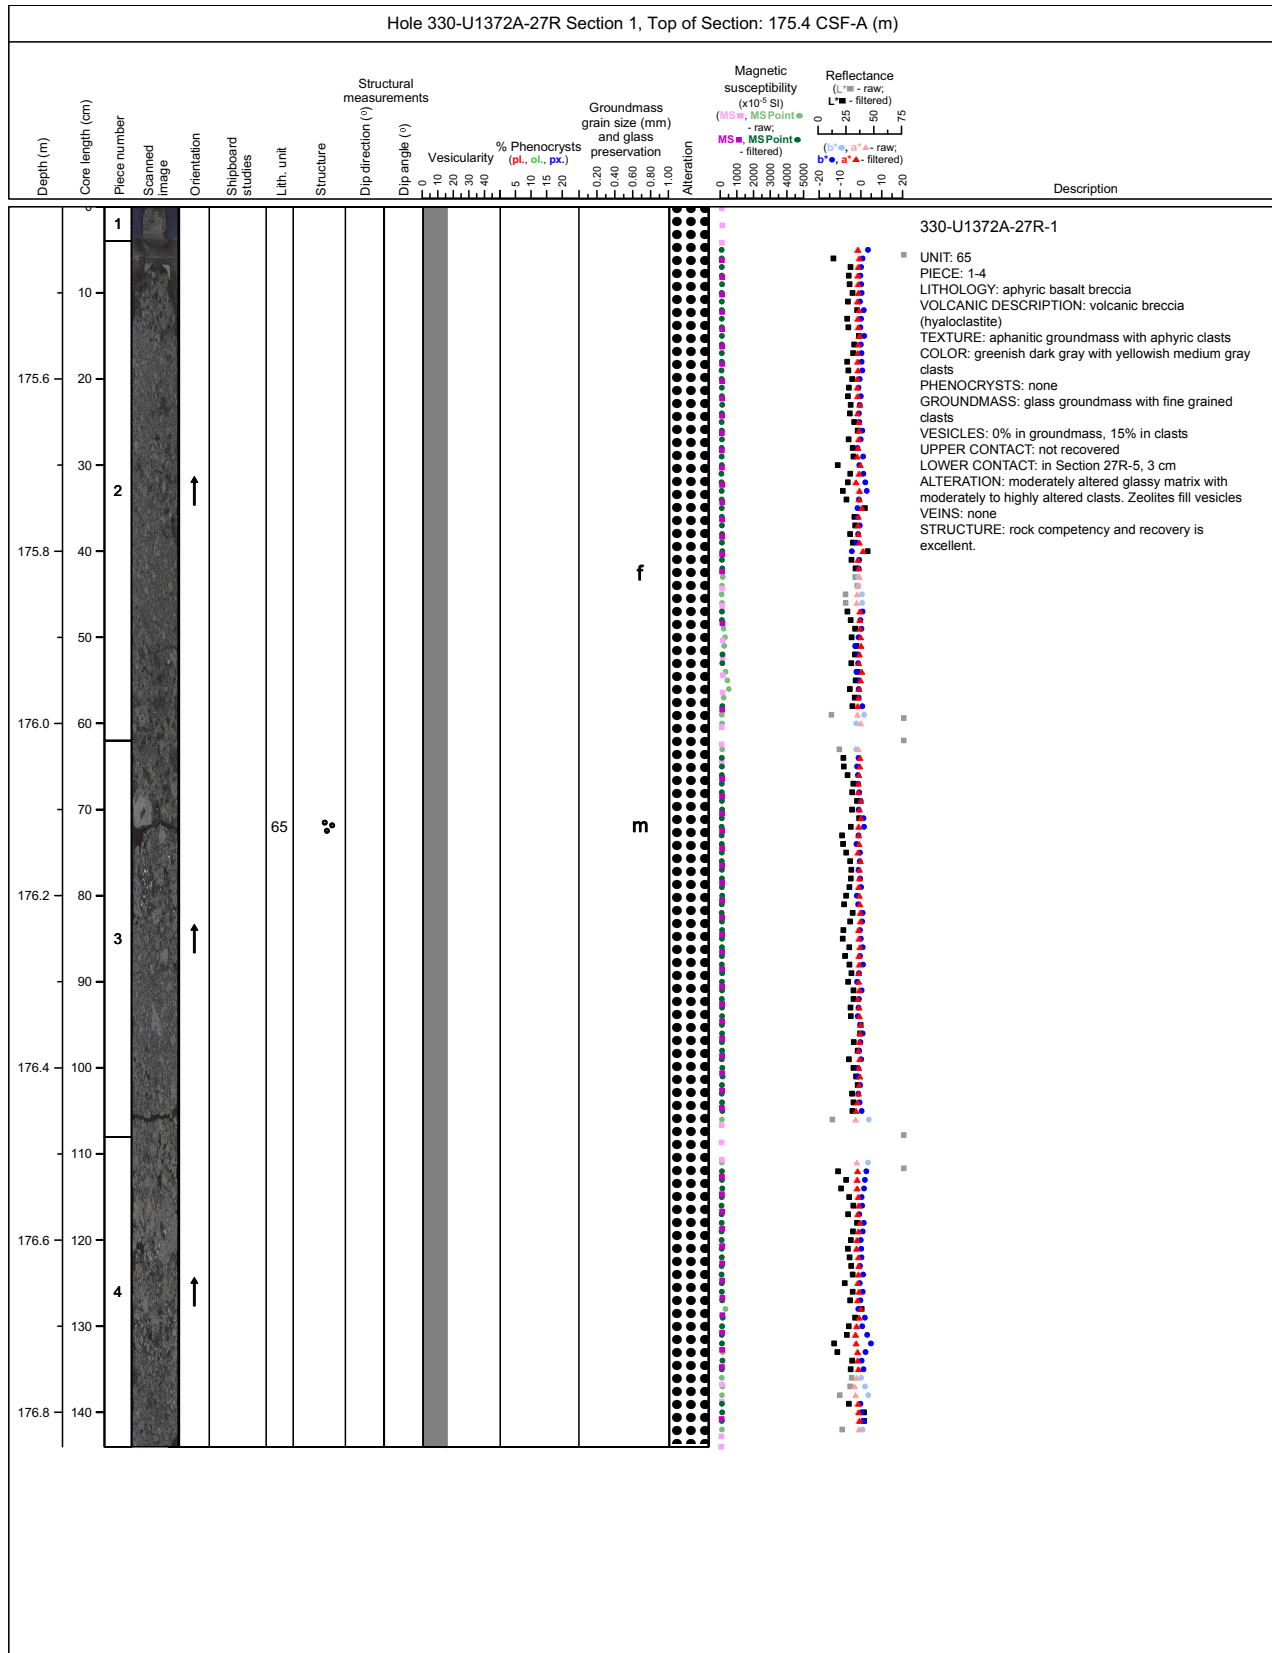 Hole 330-U1372A-27R Section 1, Top of Section: 175.4 CSF-A (m)
Depth (m)
Core length (cm)
Piece number
Scanned
image
Orientation
Shipboard
studies
Lith. unit
Structure
Structural
measurements
Dip direction (°)
Dip angle (°)
Vesicularity
0 10 20 30 40
% Phenocrysts
(pl., ol., px.)
5 10 15 20
Groundmass
grain size (mm)
and glass
preservation
0.20 0.40 0.60 0.80 1.00
Alteration
Magnetic
susceptibility
(x10⁻⁵ SI)
(MS■, MSPoint●
- raw;
MS■, MSPoint●
- filtered)
0 1000 2000 3000 4000 5000
Reflectance
(L*■ - raw;
L*■ - filtered)
0 25 50 75
(b*●, a*▲- raw;
b*●, a*▲- filtered)
-20 -10 0 10 20
Description
0
1
10
175.6
20
30
2
175.8
40
f
50
176.0
60
70
65
m
176.2
80
3
90
176.4
100
110
176.6
120
4
130
176.8
140
330-U1372A-27R-1
UNIT: 65
PIECE: 1-4
LITHOLOGY: aphyric basalt breccia
VOLCANIC DESCRIPTION: volcanic breccia
(hyaloclastite)
TEXTURE: aphanitic groundmass with aphyric clasts
COLOR: greenish dark gray with yellowish medium gray
clasts
PHENOCRYSTS: none
GROUNDMASS: glass groundmass with fine grained
clasts
VESICLES: 0% in groundmass, 15% in clasts
UPPER CONTACT: not recovered
LOWER CONTACT: in Section 27R-5, 3 cm
ALTERATION: moderately altered glassy matrix with
moderately to highly altered clasts. Zeolites fill vesicles
VEINS: none
STRUCTURE: rock competency and recovery is
excellent.